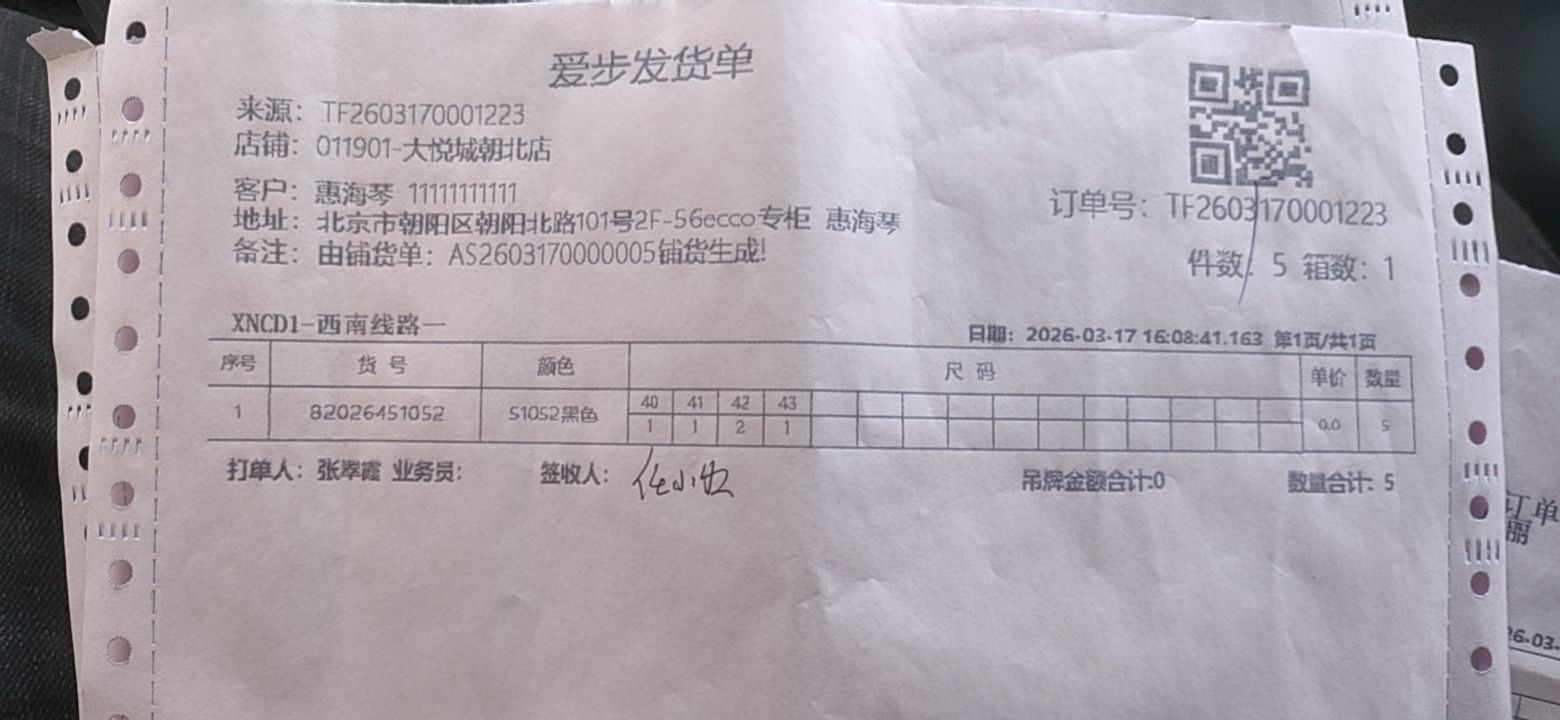 爱步发货单
来源：TF2603170001223
店铺：011901-大悦城朝北店
客户：惠海琴 11111111111
地址：北京市朝阳区朝阳北路101号2F-56ecco专柜 惠海琴
备注：由铺货单：AS2603170000005铺货生成!
订单号：TF2603170001223
件数：5 箱数：1
XNCD1-西南线路一
日期：2026-03-17 16:08:41.163 第1页/共1页
序号 货号 颜色 尺码 单价 数量
40 41 42 43
1 82026451052 51052黑色 1 1 2 1 0.0 5
打单人：张翠霞 业务员： 签收人： 吊牌金额合计:0 数量合计: 5
订单
丽
26-03-